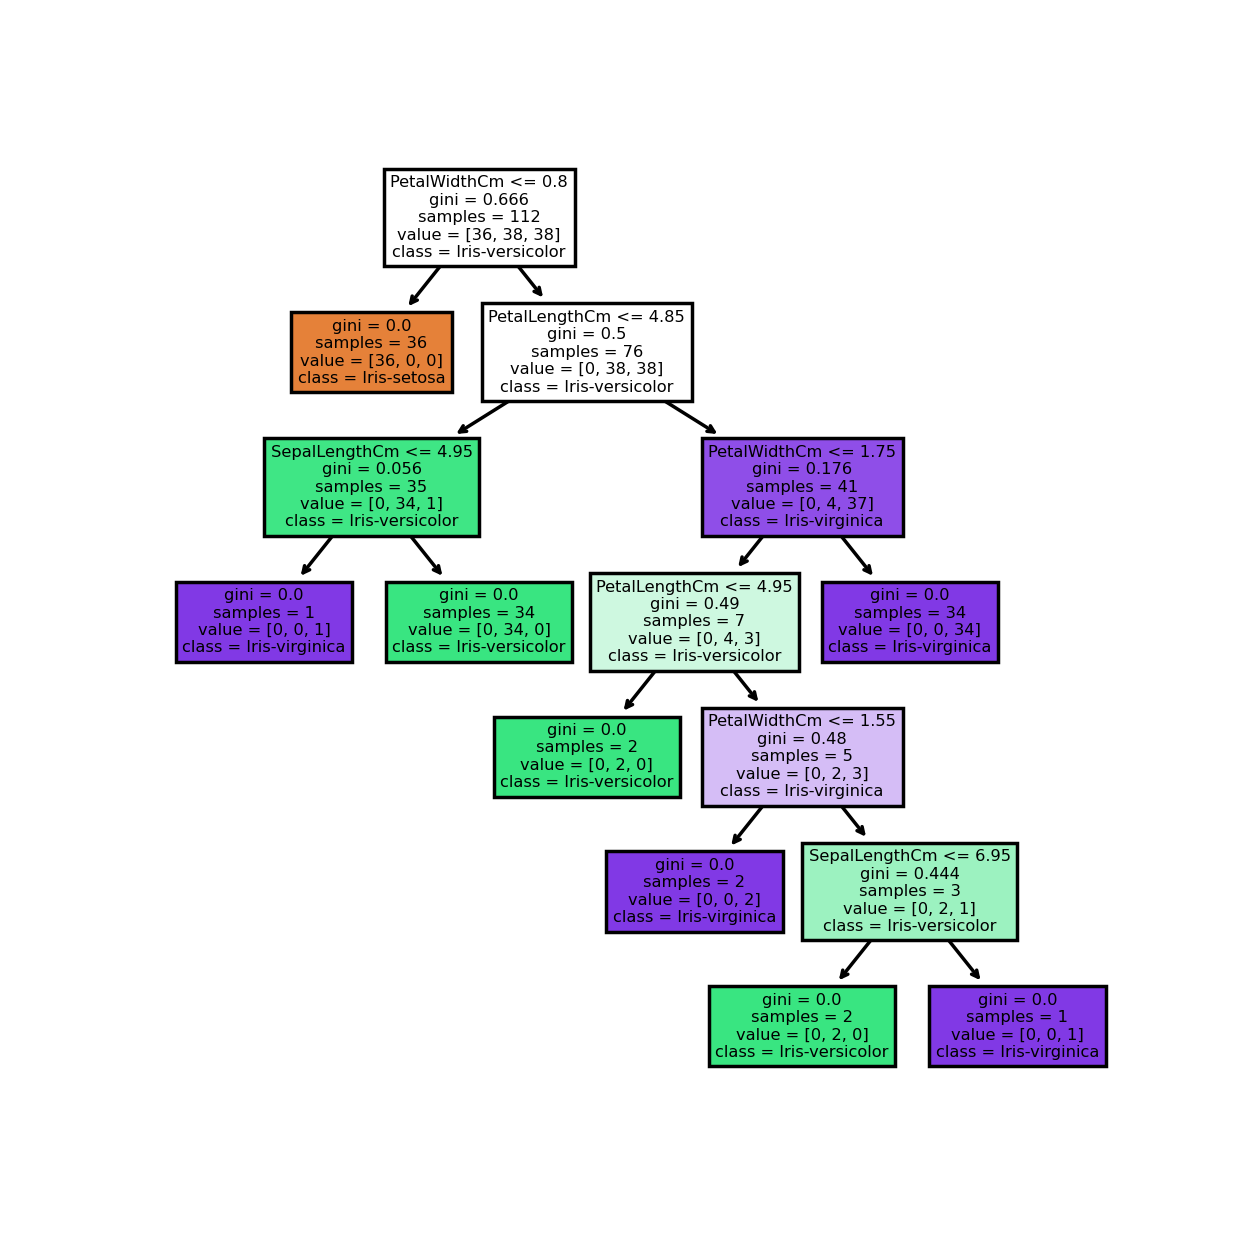 PetalWidthCm <= 0.8
gini = 0.666
samples = 112
value = [36, 38, 38]
class = Iris-versicolor
gini = 0.0
samples = 36
value = [36, 0, 0]
class = Iris-setosa
PetalLengthCm <= 4.85
gini = 0.5
samples = 76
value = [0, 38, 38]
class = Iris-versicolor
SepalLengthCm <= 4.95
gini = 0.056
samples = 35
value = [0, 34, 1]
class = Iris-versicolor
PetalWidthCm <= 1.75
gini = 0.176
samples = 41
value = [0, 4, 37]
class = Iris-virginica
gini = 0.0
samples = 1
value = [0, 0, 1]
class = Iris-virginica
gini = 0.0
samples = 34
value = [0, 34, 0]
class = Iris-versicolor
PetalLengthCm <= 4.95
gini = 0.49
samples = 7
value = [0, 4, 3]
class = Iris-versicolor
gini = 0.0
samples = 34
value = [0, 0, 34]
class = Iris-virginica
gini = 0.0
samples = 2
value = [0, 2, 0]
class = Iris-versicolor
PetalWidthCm <= 1.55
gini = 0.48
samples = 5
value = [0, 2, 3]
class = Iris-virginica
gini = 0.0
samples = 2
value = [0, 0, 2]
class = Iris-virginica
SepalLengthCm <= 6.95
gini = 0.444
samples = 3
value = [0, 2, 1]
class = Iris-versicolor
gini = 0.0
samples = 2
value = [0, 2, 0]
class = Iris-versicolor
gini = 0.0
samples = 1
value = [0, 0, 1]
class = Iris-virginica